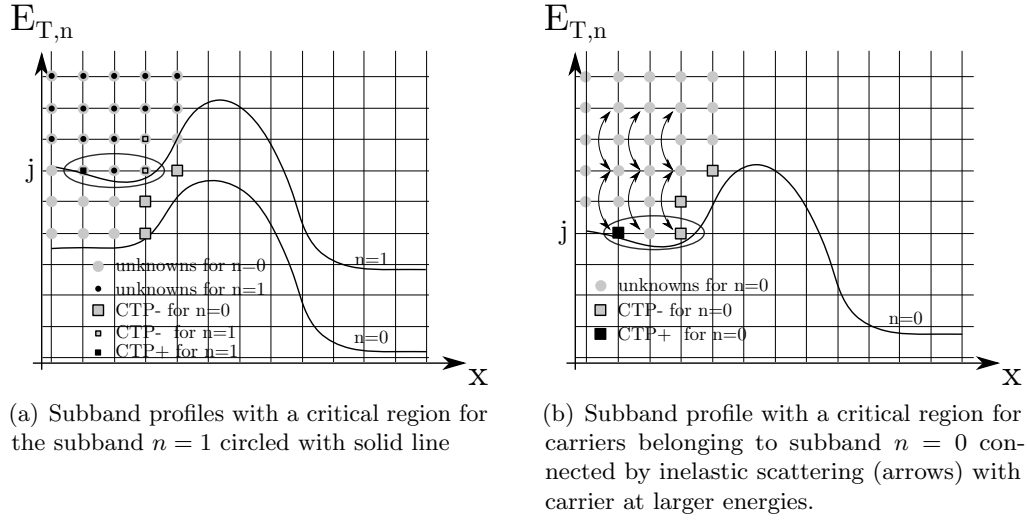 E_T,n
j
n=1
unknowns for n=0
unknowns for n=1
CTP- for n=0
CTP- for n=1
CTP+ for n=1
n=0
x
(a) Subband profiles with a critical region for
the subband n = 1 circled with solid line
E_T,n
j
unknowns for n=0
CTP- for n=0
CTP+ for n=0
n=0
x
(b) Subband profile with a critical region for
carriers belonging to subband n = 0 con-
nected by inelastic scattering (arrows) with
carrier at larger energies.